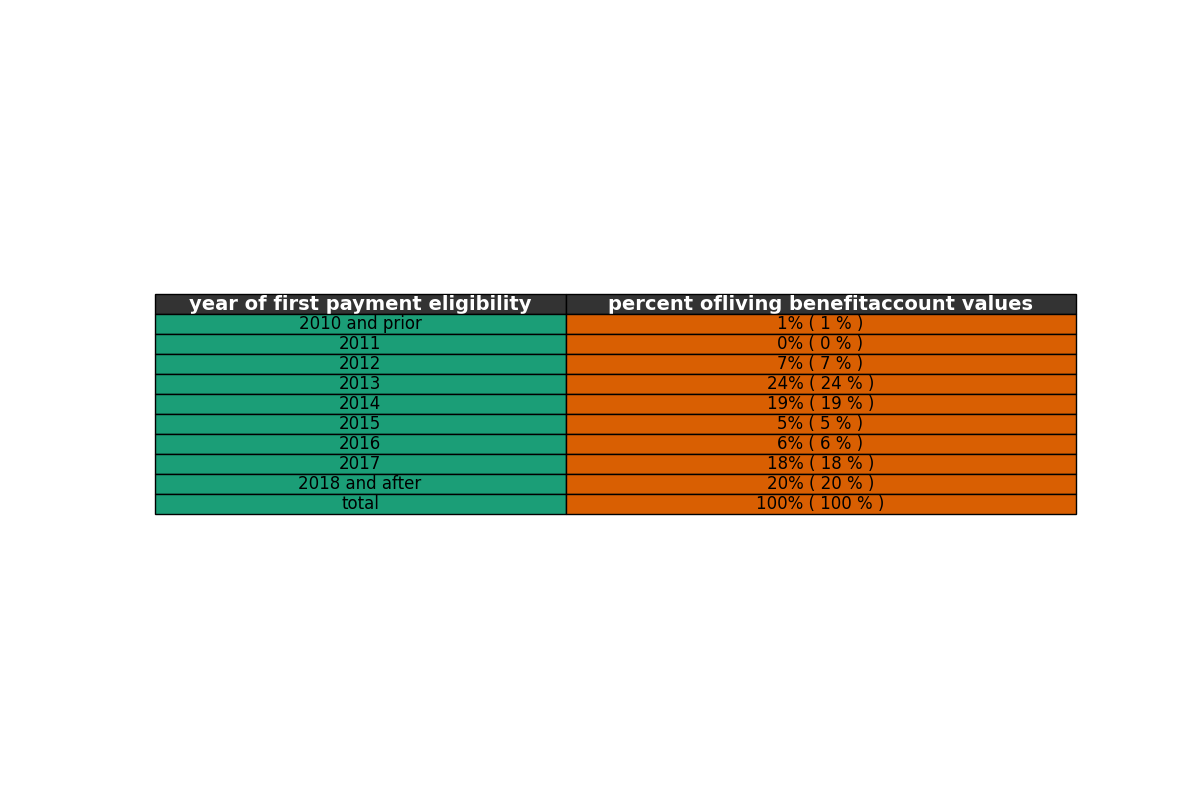 year of first payment eligibility percent ofliving benefitaccount values
2010 and prior 1% ( 1 % )
2011 0% ( 0 % )
2012 7% ( 7 % )
2013 24% ( 24 % )
2014 19% ( 19 % )
2015 5% ( 5 % )
2016 6% ( 6 % )
2017 18% ( 18 % )
2018 and after 20% ( 20 % )
total 100% ( 100 % )